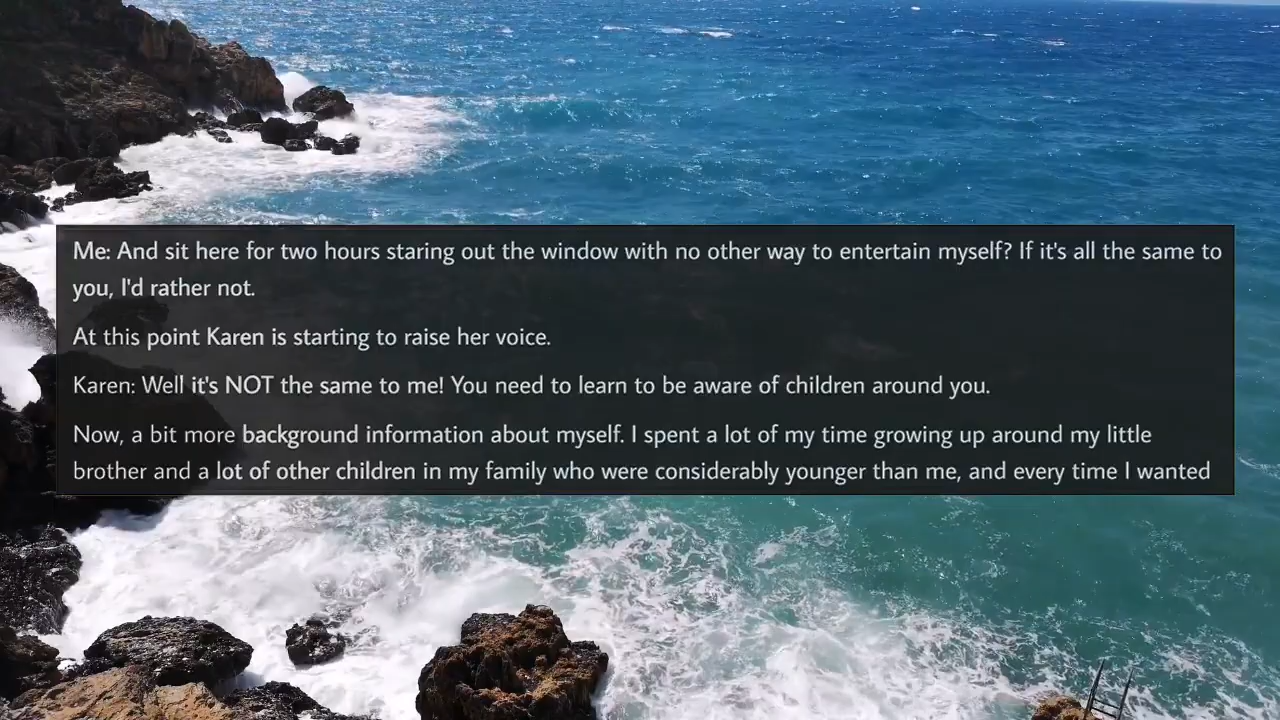 Me: And sit here for two hours staring out the window with no other way to entertain myself? If it's all the same to
you, I'd rather not.
At this point Karen is starting to raise her voice.
Karen: Well it's NOT the same to me! You need to learn to be aware of children around you.
Now, a bit more background information about myself. I spent a lot of my time growing up around my little
brother and a lot of other children in my family who were considerably younger than me, and every time I wanted